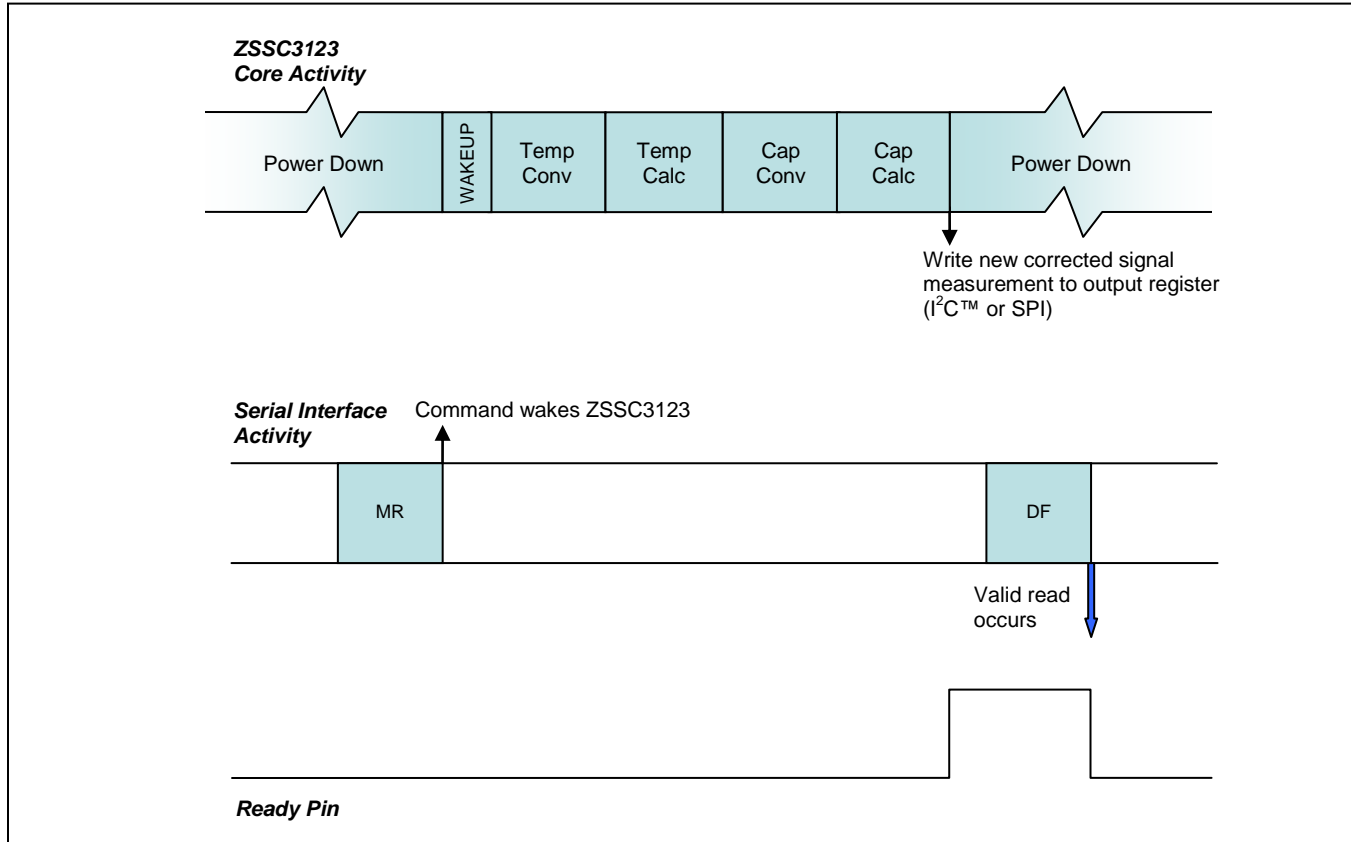 ZSSC3123
Core Activity
Power Down
WAKEUP
Temp
Conv
Temp
Calc
Cap
Conv
Cap
Calc
Power Down
Write new corrected signal
measurement to output register
(I²C™ or SPI)
Serial Interface
Activity
Command wakes ZSSC3123
MR
DF
Valid read
occurs
Ready Pin